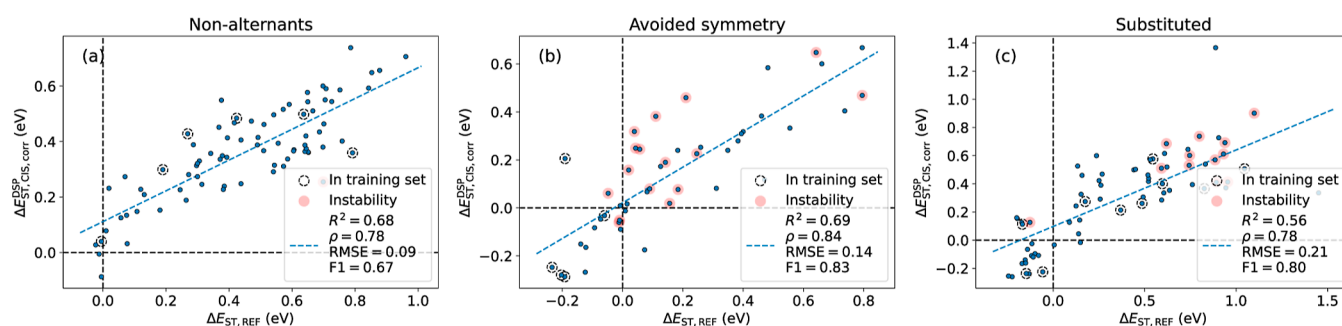 Non-alternants
(a)
0.6
0.4
0.2
0.0
ΔE^DSP_ST, CIS, corr (eV)
In training set
Instability
R² = 0.68
ρ = 0.78
RMSE = 0.09
F1 = 0.67
0.0 0.2 0.4 0.6 0.8 1.0
ΔE_ST, REF (eV)
Avoided symmetry
(b)
0.6
0.4
0.2
0.0
−0.2
ΔE^DSP_ST, CIS, corr (eV)
In training set
Instability
R² = 0.69
ρ = 0.84
RMSE = 0.14
F1 = 0.83
−0.2 0.0 0.2 0.4 0.6 0.8
ΔE_ST, REF (eV)
Substituted
(c)
1.4
1.2
1.0
0.8
0.6
0.4
0.2
0.0
−0.2
ΔE^DSP_ST, CIS, corr (eV)
In training set
Instability
R² = 0.56
ρ = 0.78
RMSE = 0.21
F1 = 0.80
0.0 0.5 1.0 1.5
ΔE_ST, REF (eV)